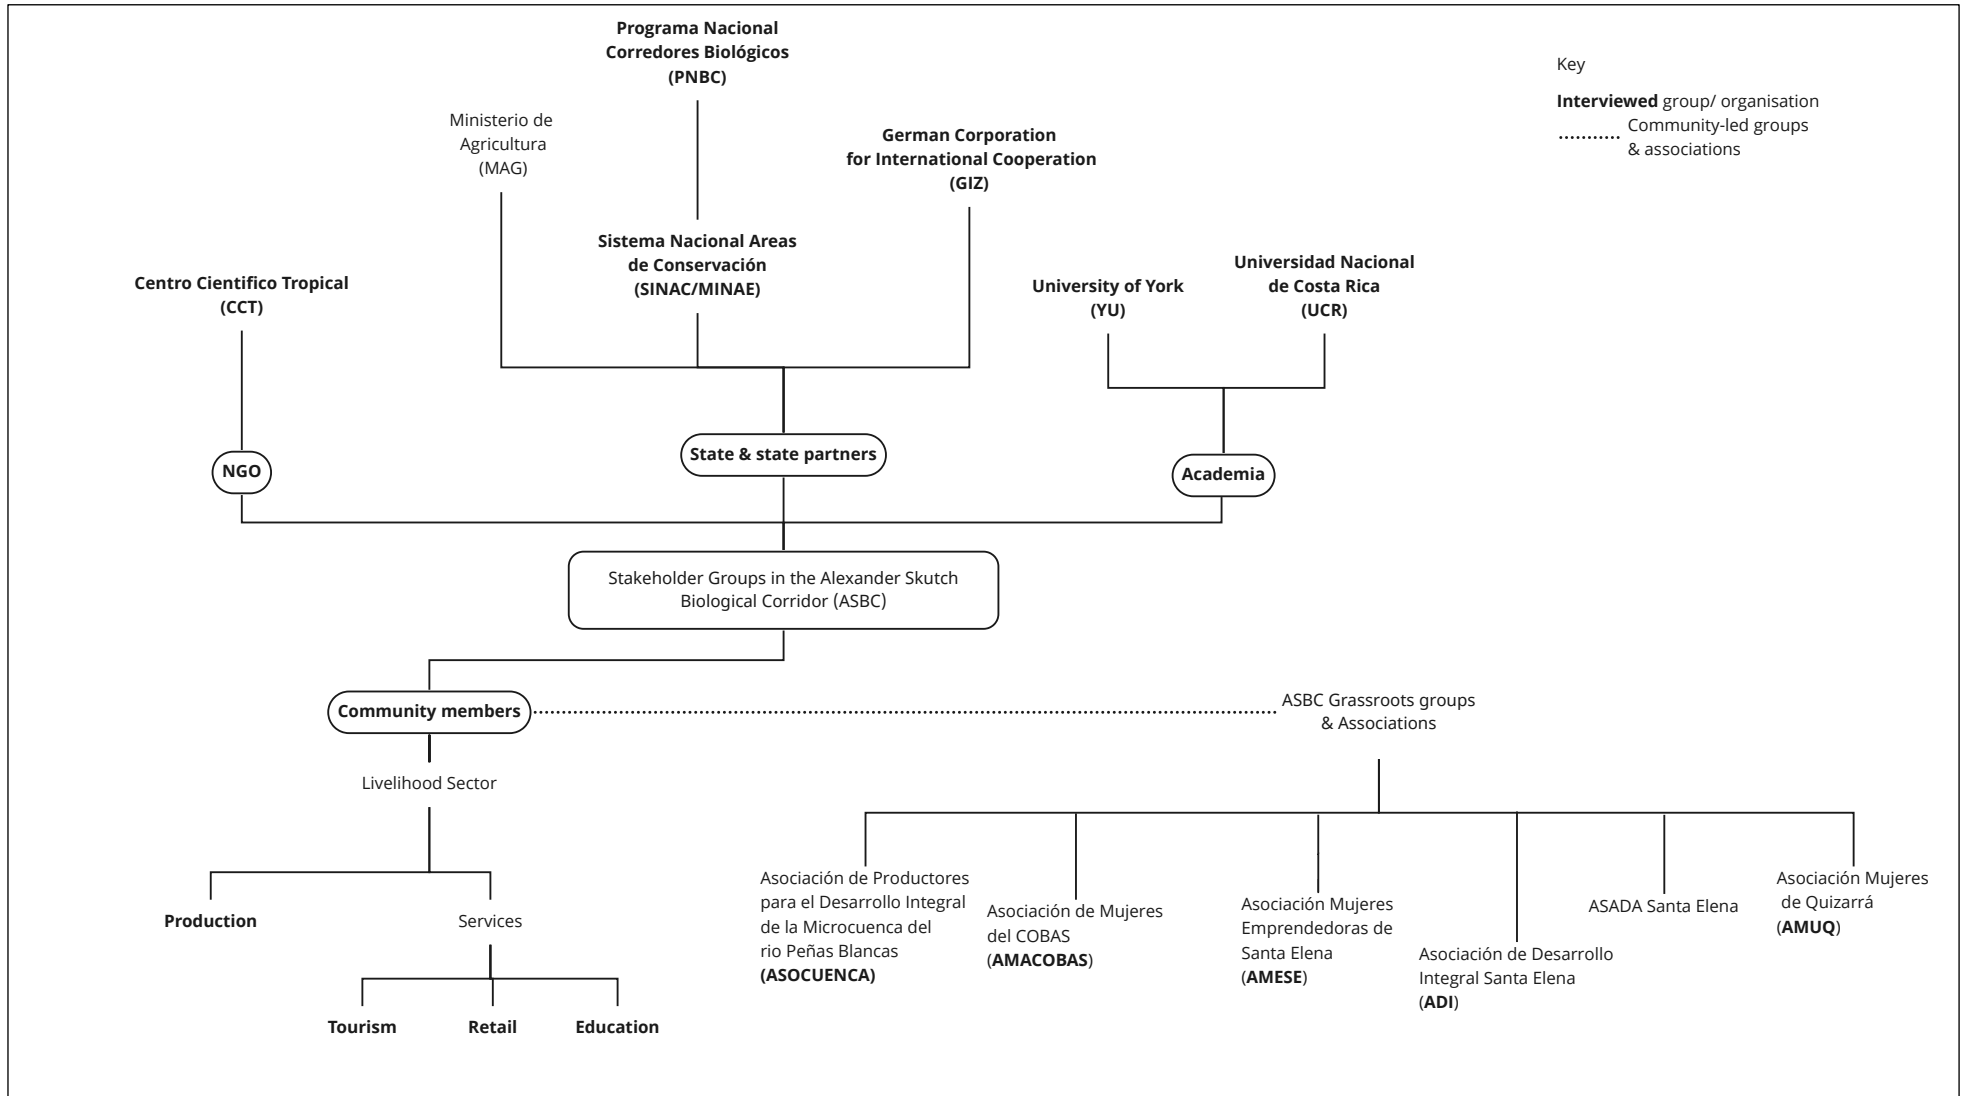 Programa Nacional
Corredores Biológicos
(PNBC)
Key
Interviewed group/ organisation
Community-led groups
& associations
Ministerio de
Agricultura
(MAG)
German Corporation
for International Cooperation
(GIZ)
Sistema Nacional Areas
de Conservación
(SINAC/MINAE)
Centro Cientifico Tropical
(CCT)
University of York
(YU)
Universidad Nacional
de Costa Rica
(UCR)
NGO
State & state partners
Academia
Stakeholder Groups in the Alexander Skutch
Biological Corridor (ASBC)
Community members
ASBC Grassroots groups
& Associations
Livelihood Sector
Production
Services
Tourism
Retail
Education
Asociación de Productores
para el Desarrollo Integral
de la Microcuenca del
rio Peñas Blancas
(ASOCUENCA)
Asociación de Mujeres
del COBAS
(AMACOBAS)
Asociación Mujeres
Emprendedoras de
Santa Elena
(AMESE)
Asociación de Desarrollo
Integral Santa Elena
(ADI)
ASADA Santa Elena
Asociación Mujeres
de Quizarrá
(AMUQ)